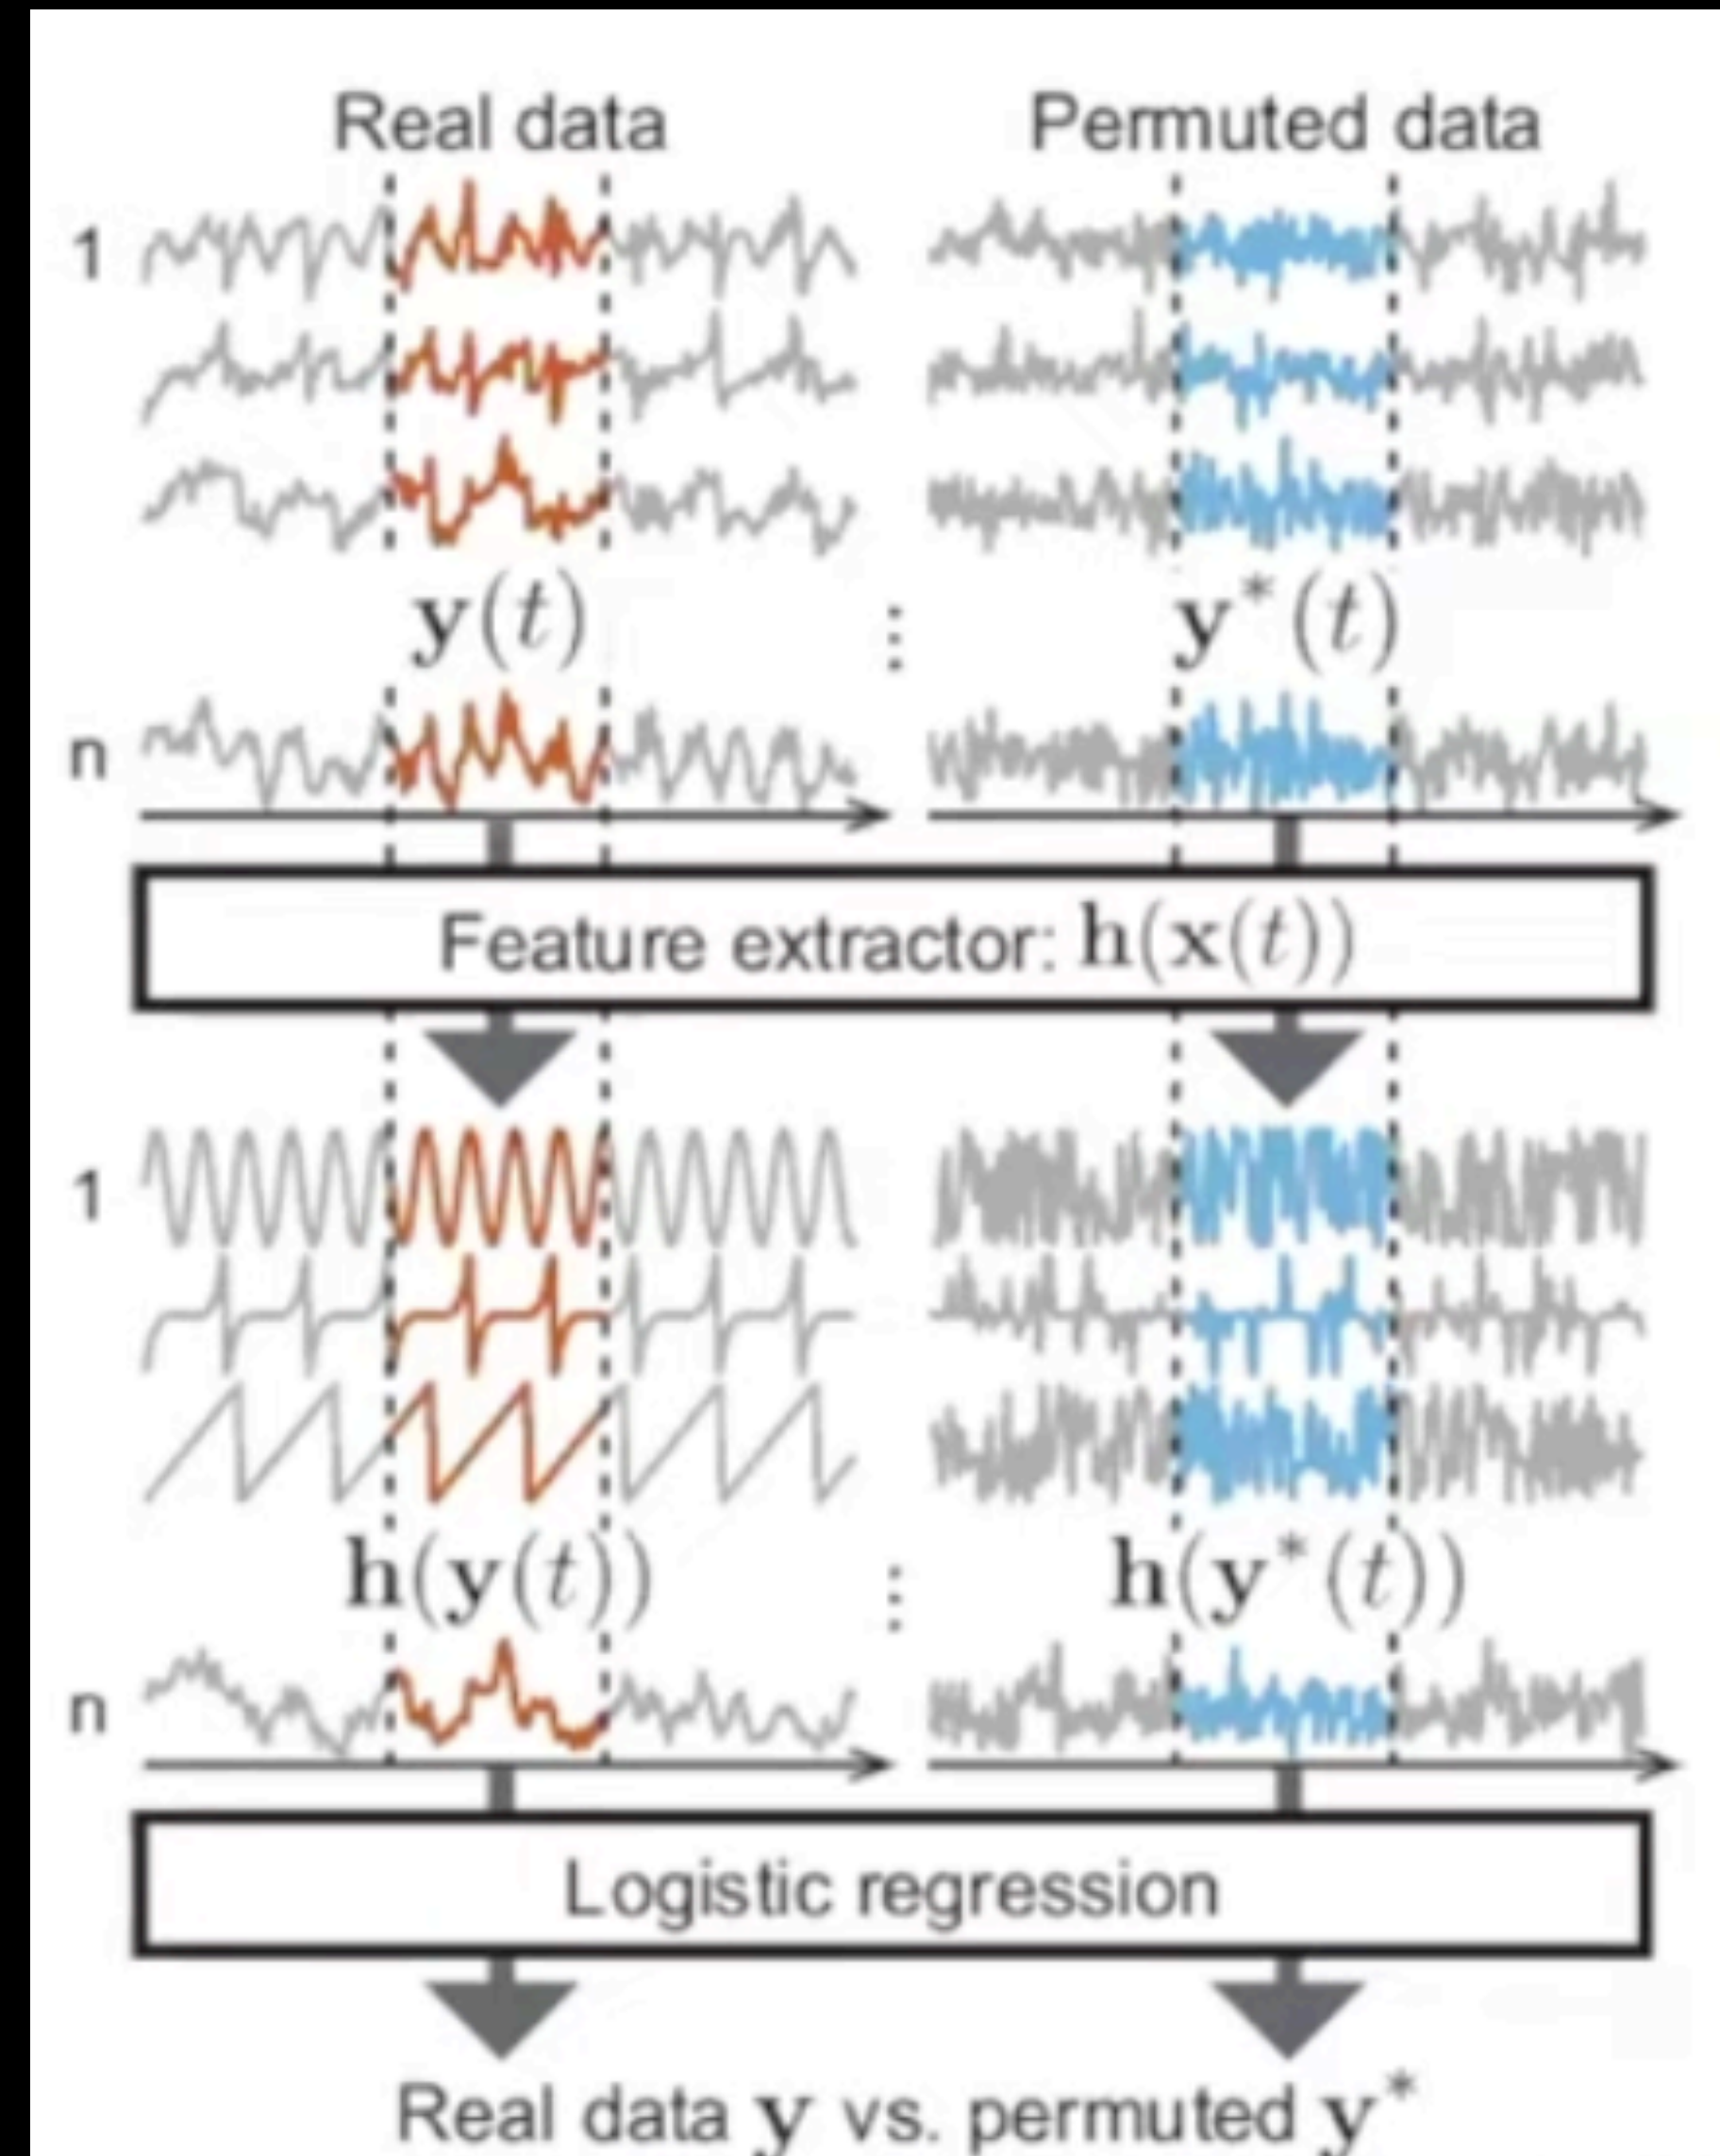 Real data Permuted data
1
y(t) ⋮ y*(t)
n
Feature extractor: h(x(t))
1
h(y(t)) ⋮ h(y*(t))
n
Logistic regression
Real data y vs. permuted y*